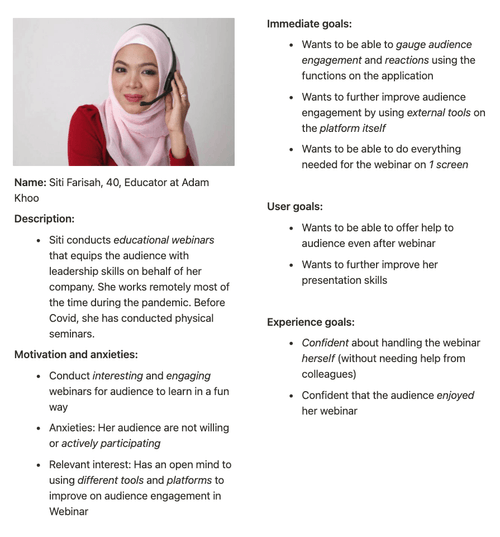 Name: Siti Farisah, 40, Educator at Adam
Khoo
Description:
• Siti conducts educational webinars
that equips the audience with
leadership skills on behalf of her
company. She works remotely most of
the time during the pandemic. Before
Covid, she has conducted physical
seminars.
Motivation and anxieties:
• Conduct interesting and engaging
webinars for audience to learn in a fun
way
• Anxieties: Her audience are not willing
or actively participating
• Relevant interest: Has an open mind to
using different tools and platforms to
improve on audience engagement in
Webinar
Immediate goals:
• Wants to be able to gauge audience
engagement and reactions using the
functions on the application
• Wants to further improve audience
engagement by using external tools on
the platform itself
• Wants to be able to do everything
needed for the webinar on 1 screen
User goals:
• Wants to be able to offer help to
audience even after webinar
• Wants to further improve her
presentation skills
Experience goals:
• Confident about handling the webinar
herself (without needing help from
colleagues)
• Confident that the audience enjoyed
her webinar